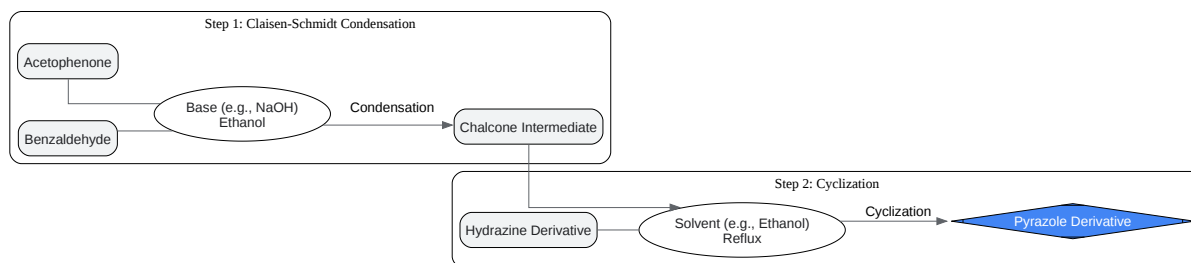 Step 1: Claisen-Schmidt Condensation
Acetophenone
Benzaldehyde
Base (e.g., NaOH)
Ethanol
Condensation
Chalcone Intermediate
Step 2: Cyclization
Hydrazine Derivative
Solvent (e.g., Ethanol)
Reflux
Cyclization
Pyrazole Derivative